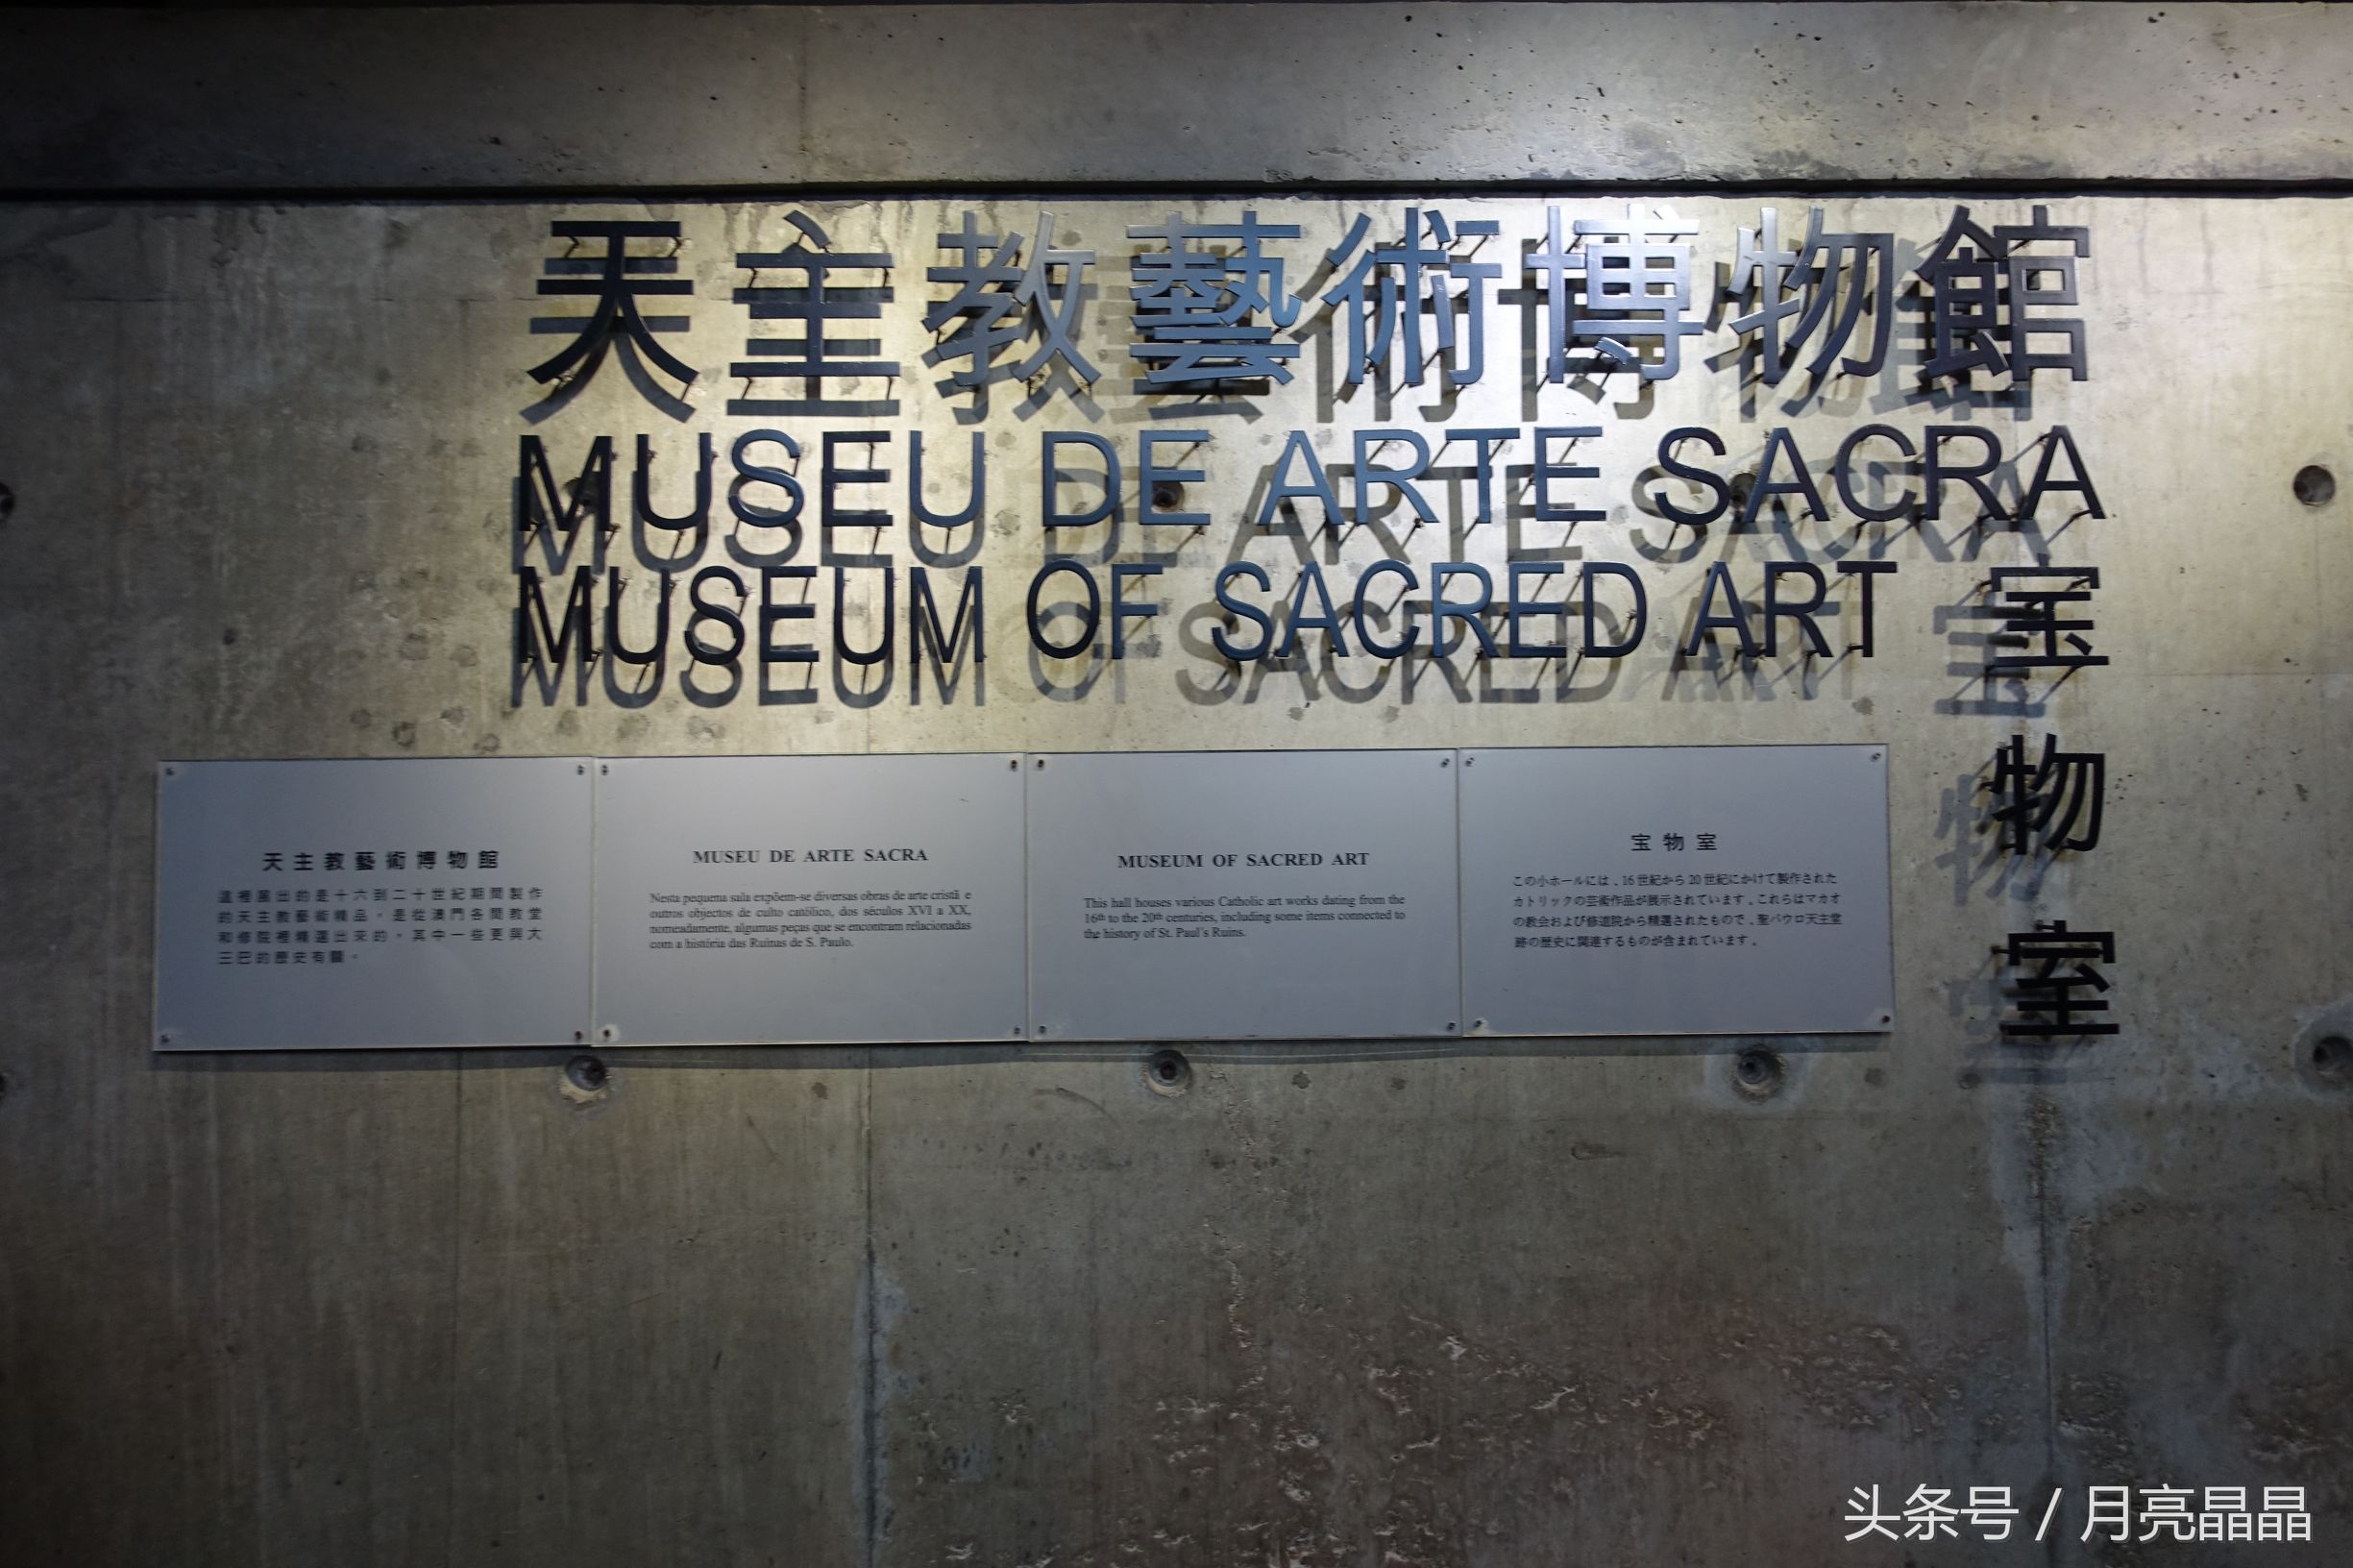 天主教藝術博物館
MUSEU DE ARTE SACRA
MUSEUM OF SACRED ART
宝物室
天主教藝術博物館
這裡展出的是十六到二十世紀期間製作
的天主教藝術精品，是從澳門各間教堂
和修院裡精選出來的，其中一些更與大
三巴的歷史有關。
MUSEU DE ARTE SACRA
Nesta pequena sala expõem-se diversas obras de arte cristã e
outros objectos de culto católico, dos séculos XVI a XX,
nomeadamente, algumas peças que se encontram relacionadas
com a história das Ruínas de S. Paulo.
MUSEUM OF SACRED ART
This hall houses various Catholic art works dating from the
16th to the 20th centuries, including some items connected to
the history of St. Paul's Ruins.
宝物室
この小ホールには、16世紀から20世紀にかけて製作された
カトリックの芸術作品が展示されています。これらはマカオ
の教会および修道院から精選されたもので、聖パウロ天主堂
跡の歴史に関連するものが含まれています。
头条号 / 月亮晶晶